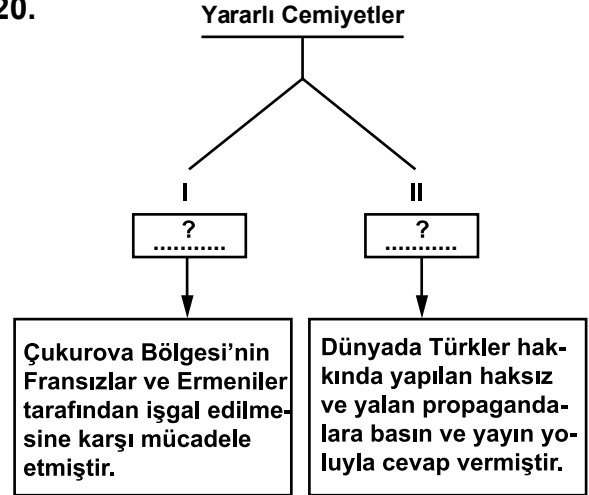 20.
Yararlı Cemiyetler
I
?
...........
Çukurova Bölgesi’nin
Fransızlar ve Ermeniler
tarafından işgal edilme-
sine karşı mücadele
etmiştir.
II
?
...........
Dünyada Türkler hak-
kında yapılan haksız
ve yalan propaganda-
lara basın ve yayın yo-
luyla cevap vermiştir.